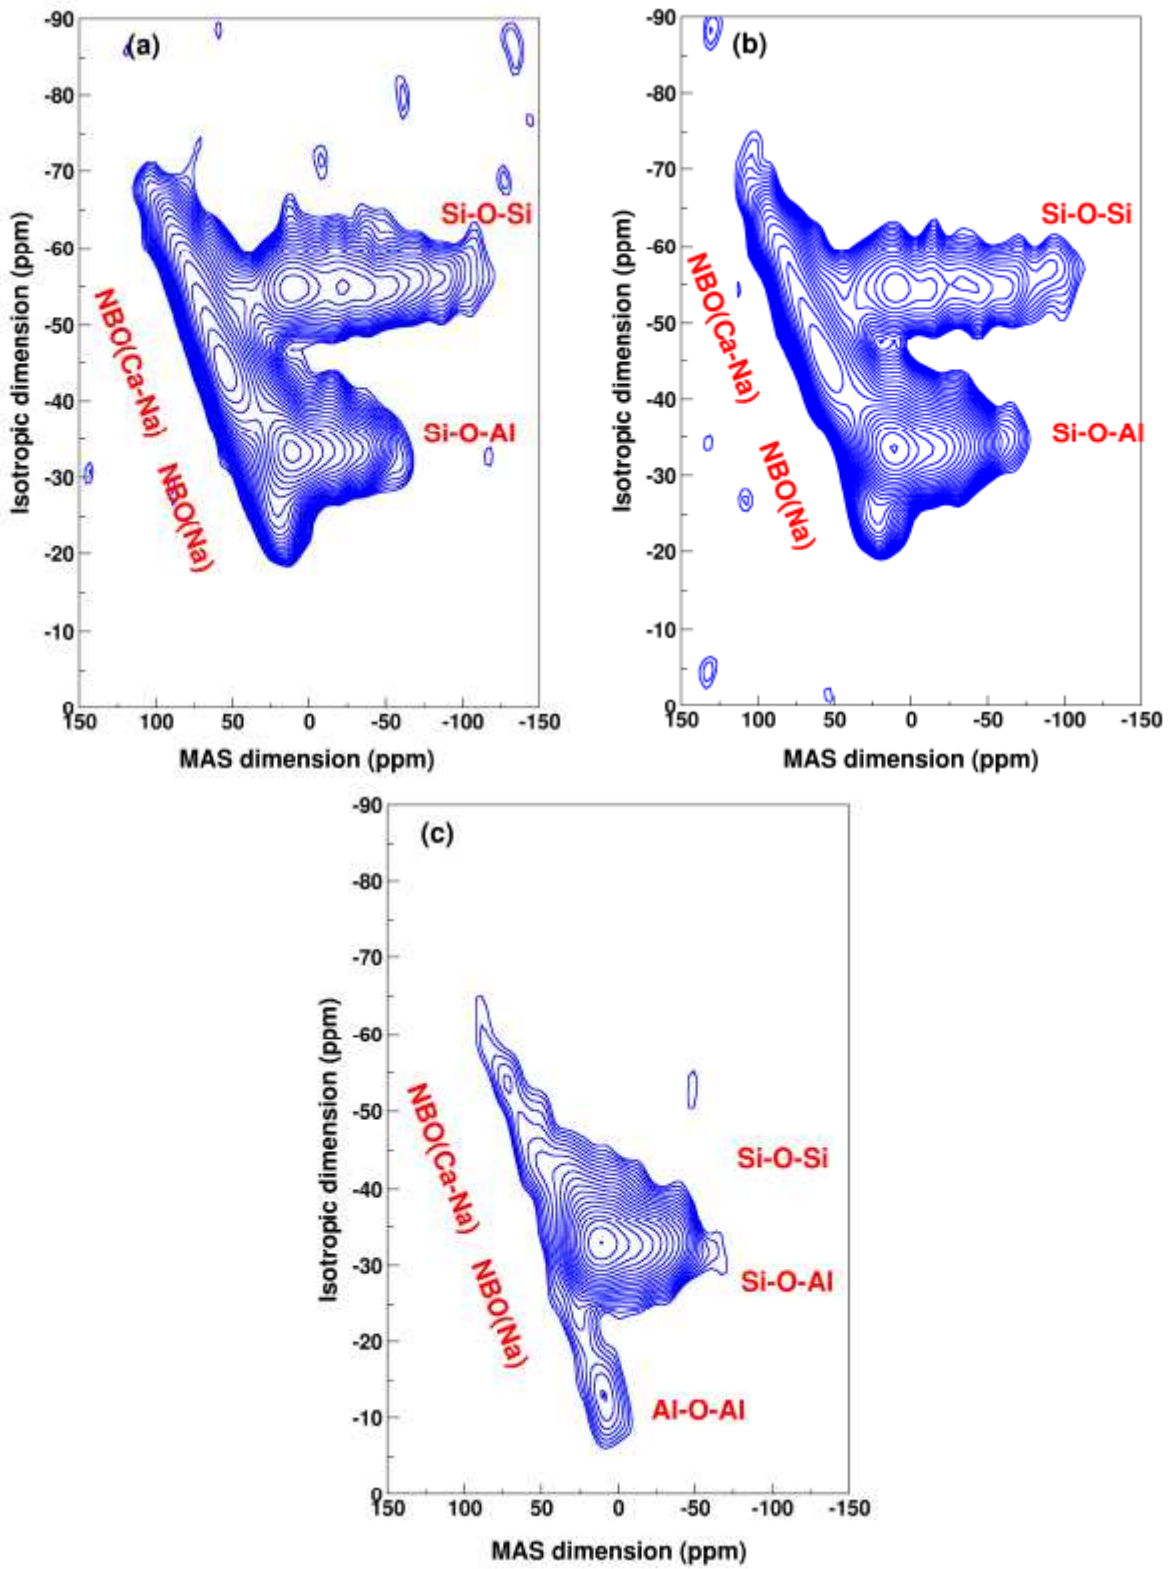 (a)
-90
-80
-70
-60
-50
-40
-30
-20
-10
0
Isotropic dimension (ppm)
Si-O-Si
Si-O-Al
NBO(Ca-Na)
NBO(Na)
150 100 50 0 -50 -100 -150
MAS dimension (ppm)
(b)
-90
-80
-70
-60
-50
-40
-30
-20
-10
0
Isotropic dimension (ppm)
Si-O-Si
Si-O-Al
NBO(Ca-Na)
NBO(Na)
150 100 50 0 -50 -100 -150
MAS dimension (ppm)
(c)
-90
-80
-70
-60
-50
-40
-30
-20
-10
0
Isotropic dimension (ppm)
NBO(Ca-Na)
NBO(Na)
Si-O-Si
Si-O-Al
Al-O-Al
150 100 50 0 -50 -100 -150
MAS dimension (ppm)